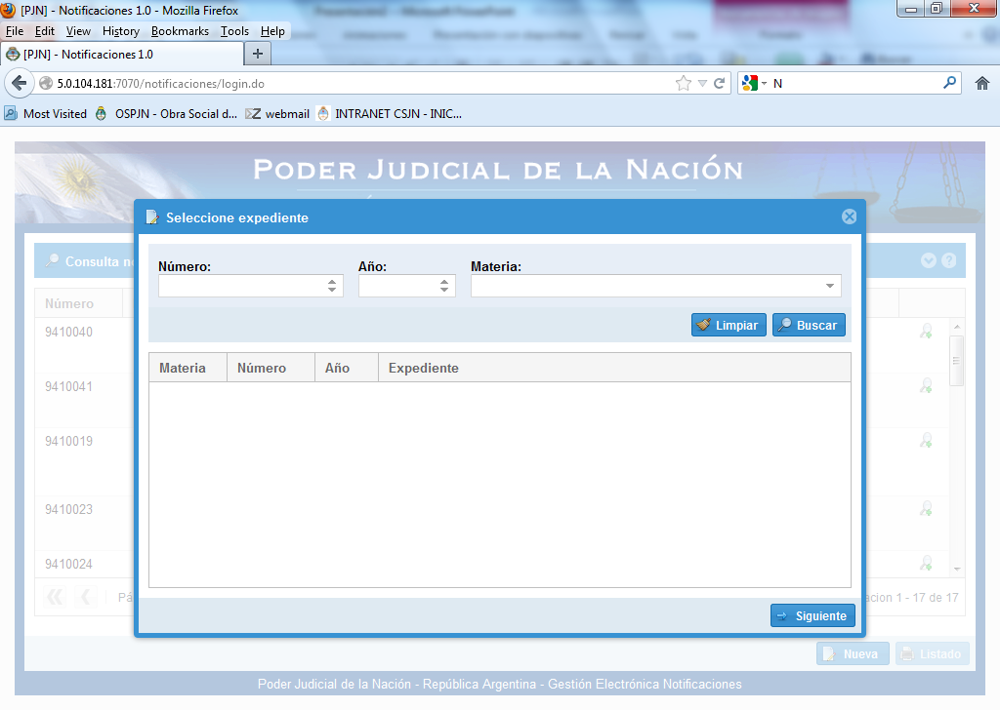 [PJN] - Notificaciones 1.0 - Mozilla Firefox
File Edit View History Bookmarks Tools Help
[PJN] - Notificaciones 1.0
5.0.104.181:7070/notificaciones/login.do
N
Most Visited OSPJN - Obra Social d... webmail INTRANET CSJN - INIC...
PODER JUDICIAL DE LA NACIÓN
Seleccione expediente
Consulta
Número: Año: Materia:
Número
Limpiar Buscar
9410040
Materia Número Año Expediente
9410041
9410019
9410023
9410024
1 - 17 de 17
Siguiente
Nueva Listado
Poder Judicial de la Nación - República Argentina - Gestión Electrónica Notificaciones